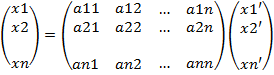 x1 = a11 a12 … a1n x1′
x2 a21 a22 … a2n x2′
xn an1 an2 … ann xn′